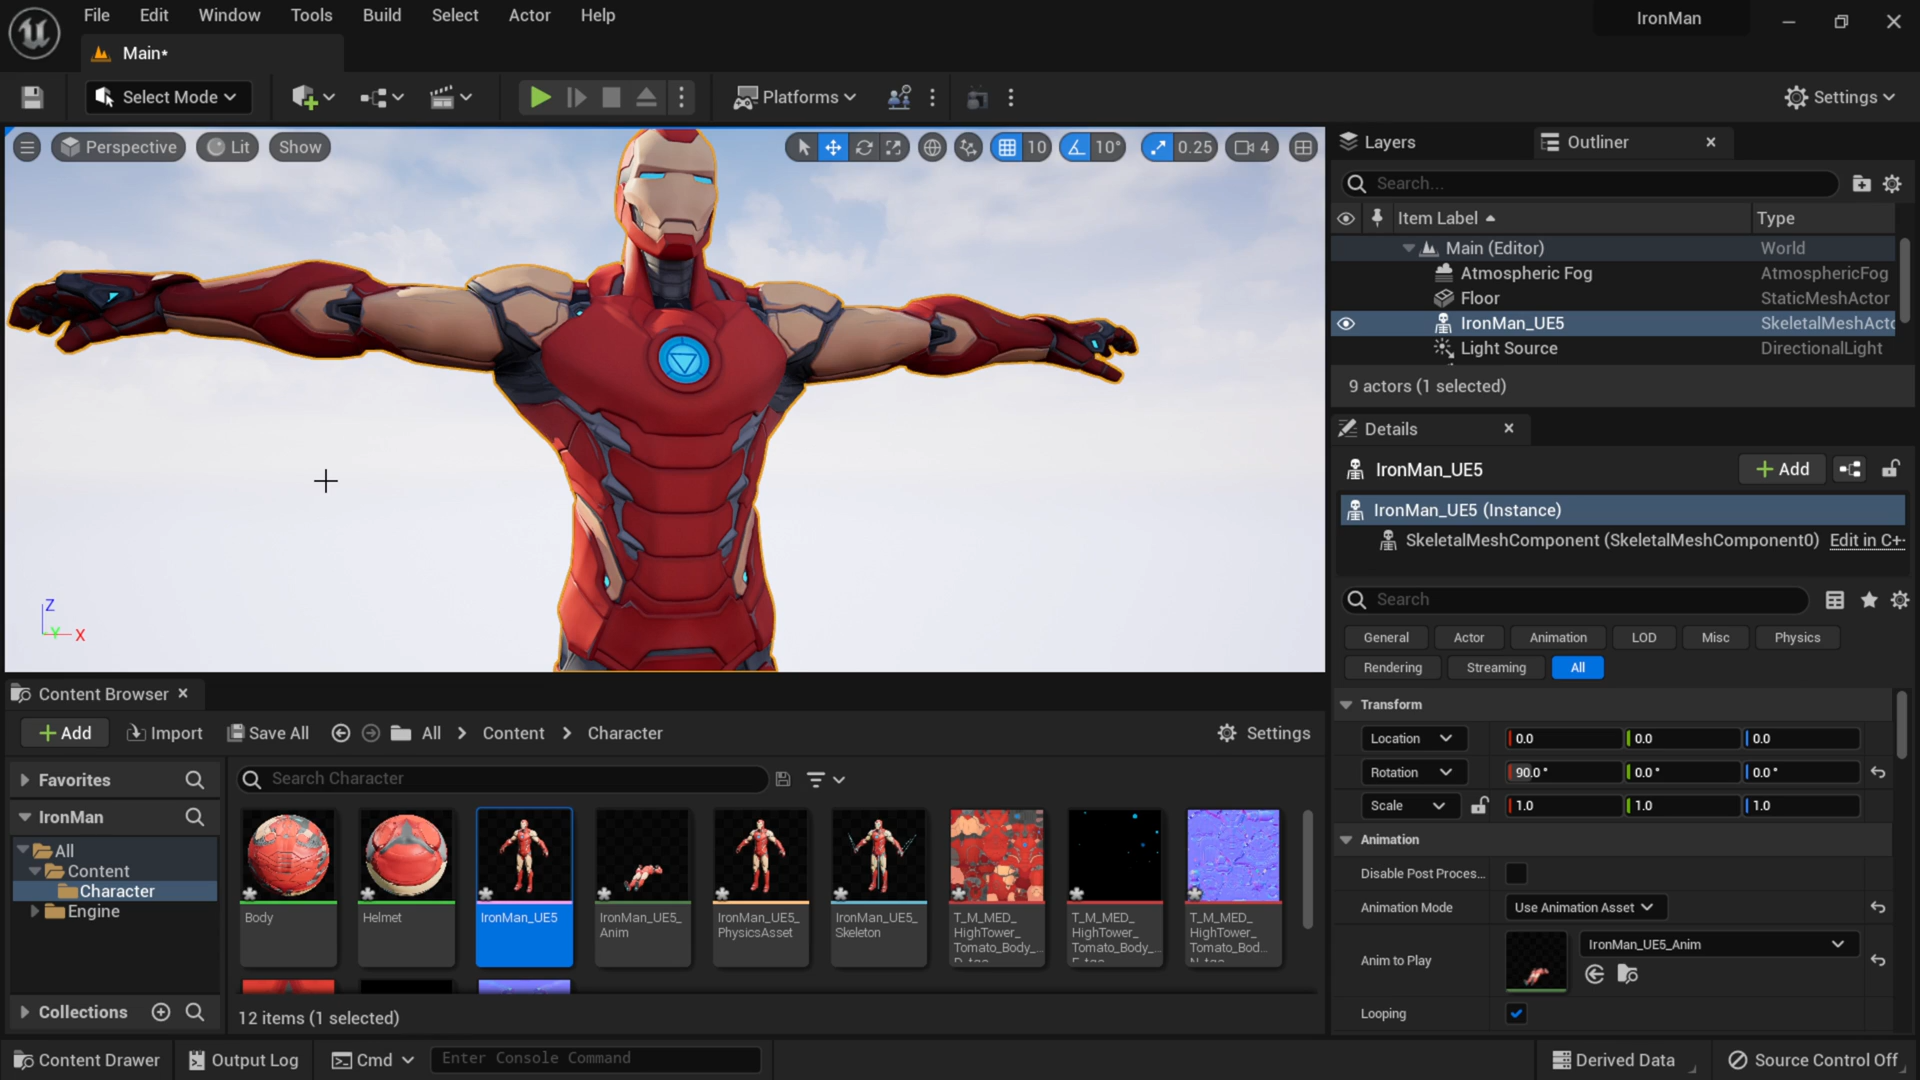 File Edit Window Tools Build Select Actor Help
IronMan
Main*
Select Mode
Platforms
Settings
Perspective Lit Show
10 10° 0.25 4
Z
Y X
Layers
Outliner
Search...
Item Label Type
Main (Editor) World
Atmospheric Fog AtmosphericFog
Floor StaticMeshActor
IronMan_UE5 SkeletalMeshActo
Light Source DirectionalLight
9 actors (1 selected)
Details
IronMan_UE5 Add
IronMan_UE5 (Instance)
SkeletalMeshComponent (SkeletalMeshComponent0) Edit in C+
Search
General Actor Animation LOD Misc Physics
Rendering Streaming All
Transform
Location 0.0 0.0 0.0
Rotation 90.0 ° 0.0 ° 0.0 °
Scale 1.0 1.0 1.0
Animation
Disable Post Proces...
Animation Mode Use Animation Asset
Anim to Play IronMan_UE5_Anim
Looping
Content Browser
Add Import Save All All Content Character Settings
Favorites
Search Character
IronMan
All
Content
Character
Engine
Collections
Body
Helmet
IronMan_UE5
IronMan_UE5_
Anim
IronMan_UE5_
PhysicsAsset
IronMan_UE5_
Skeleton
T_M_MED_
HighTower_
Tomato_Body_...
T_M_MED_
HighTower_
Tomato_Body_...
T_M_MED_
HighTower_
Tomato_Bod...
12 items (1 selected)
Content Drawer Output Log Cmd Enter Console Command
Derived Data Source Control Off